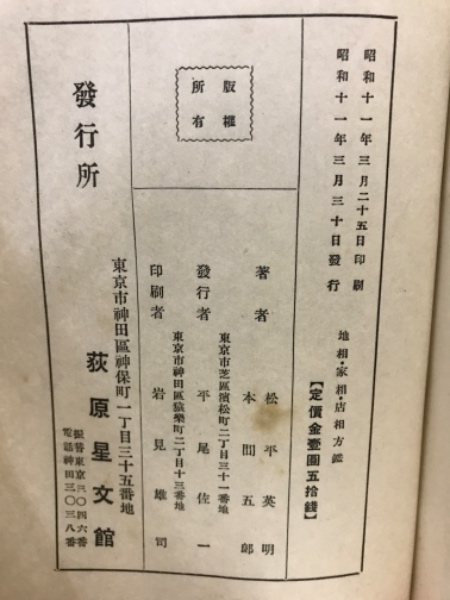 昭和十一年三月二十五日印刷
昭和十一年三月三十日發行
地相・家相・店相方鑑
【定價金壹圓五拾錢】
版權
所有
著者
松平英明
本間五郎
東京市芝區濱松町二丁目三十一番地
發行者
平尾佐一
東京市神田區猿樂町二丁目十三番地
印刷者
岩見雄司
東京市神田區神保町一丁目三十五番地
發行所
荻原星文館
振替東京三〇四六番
電話神田三〇三八番